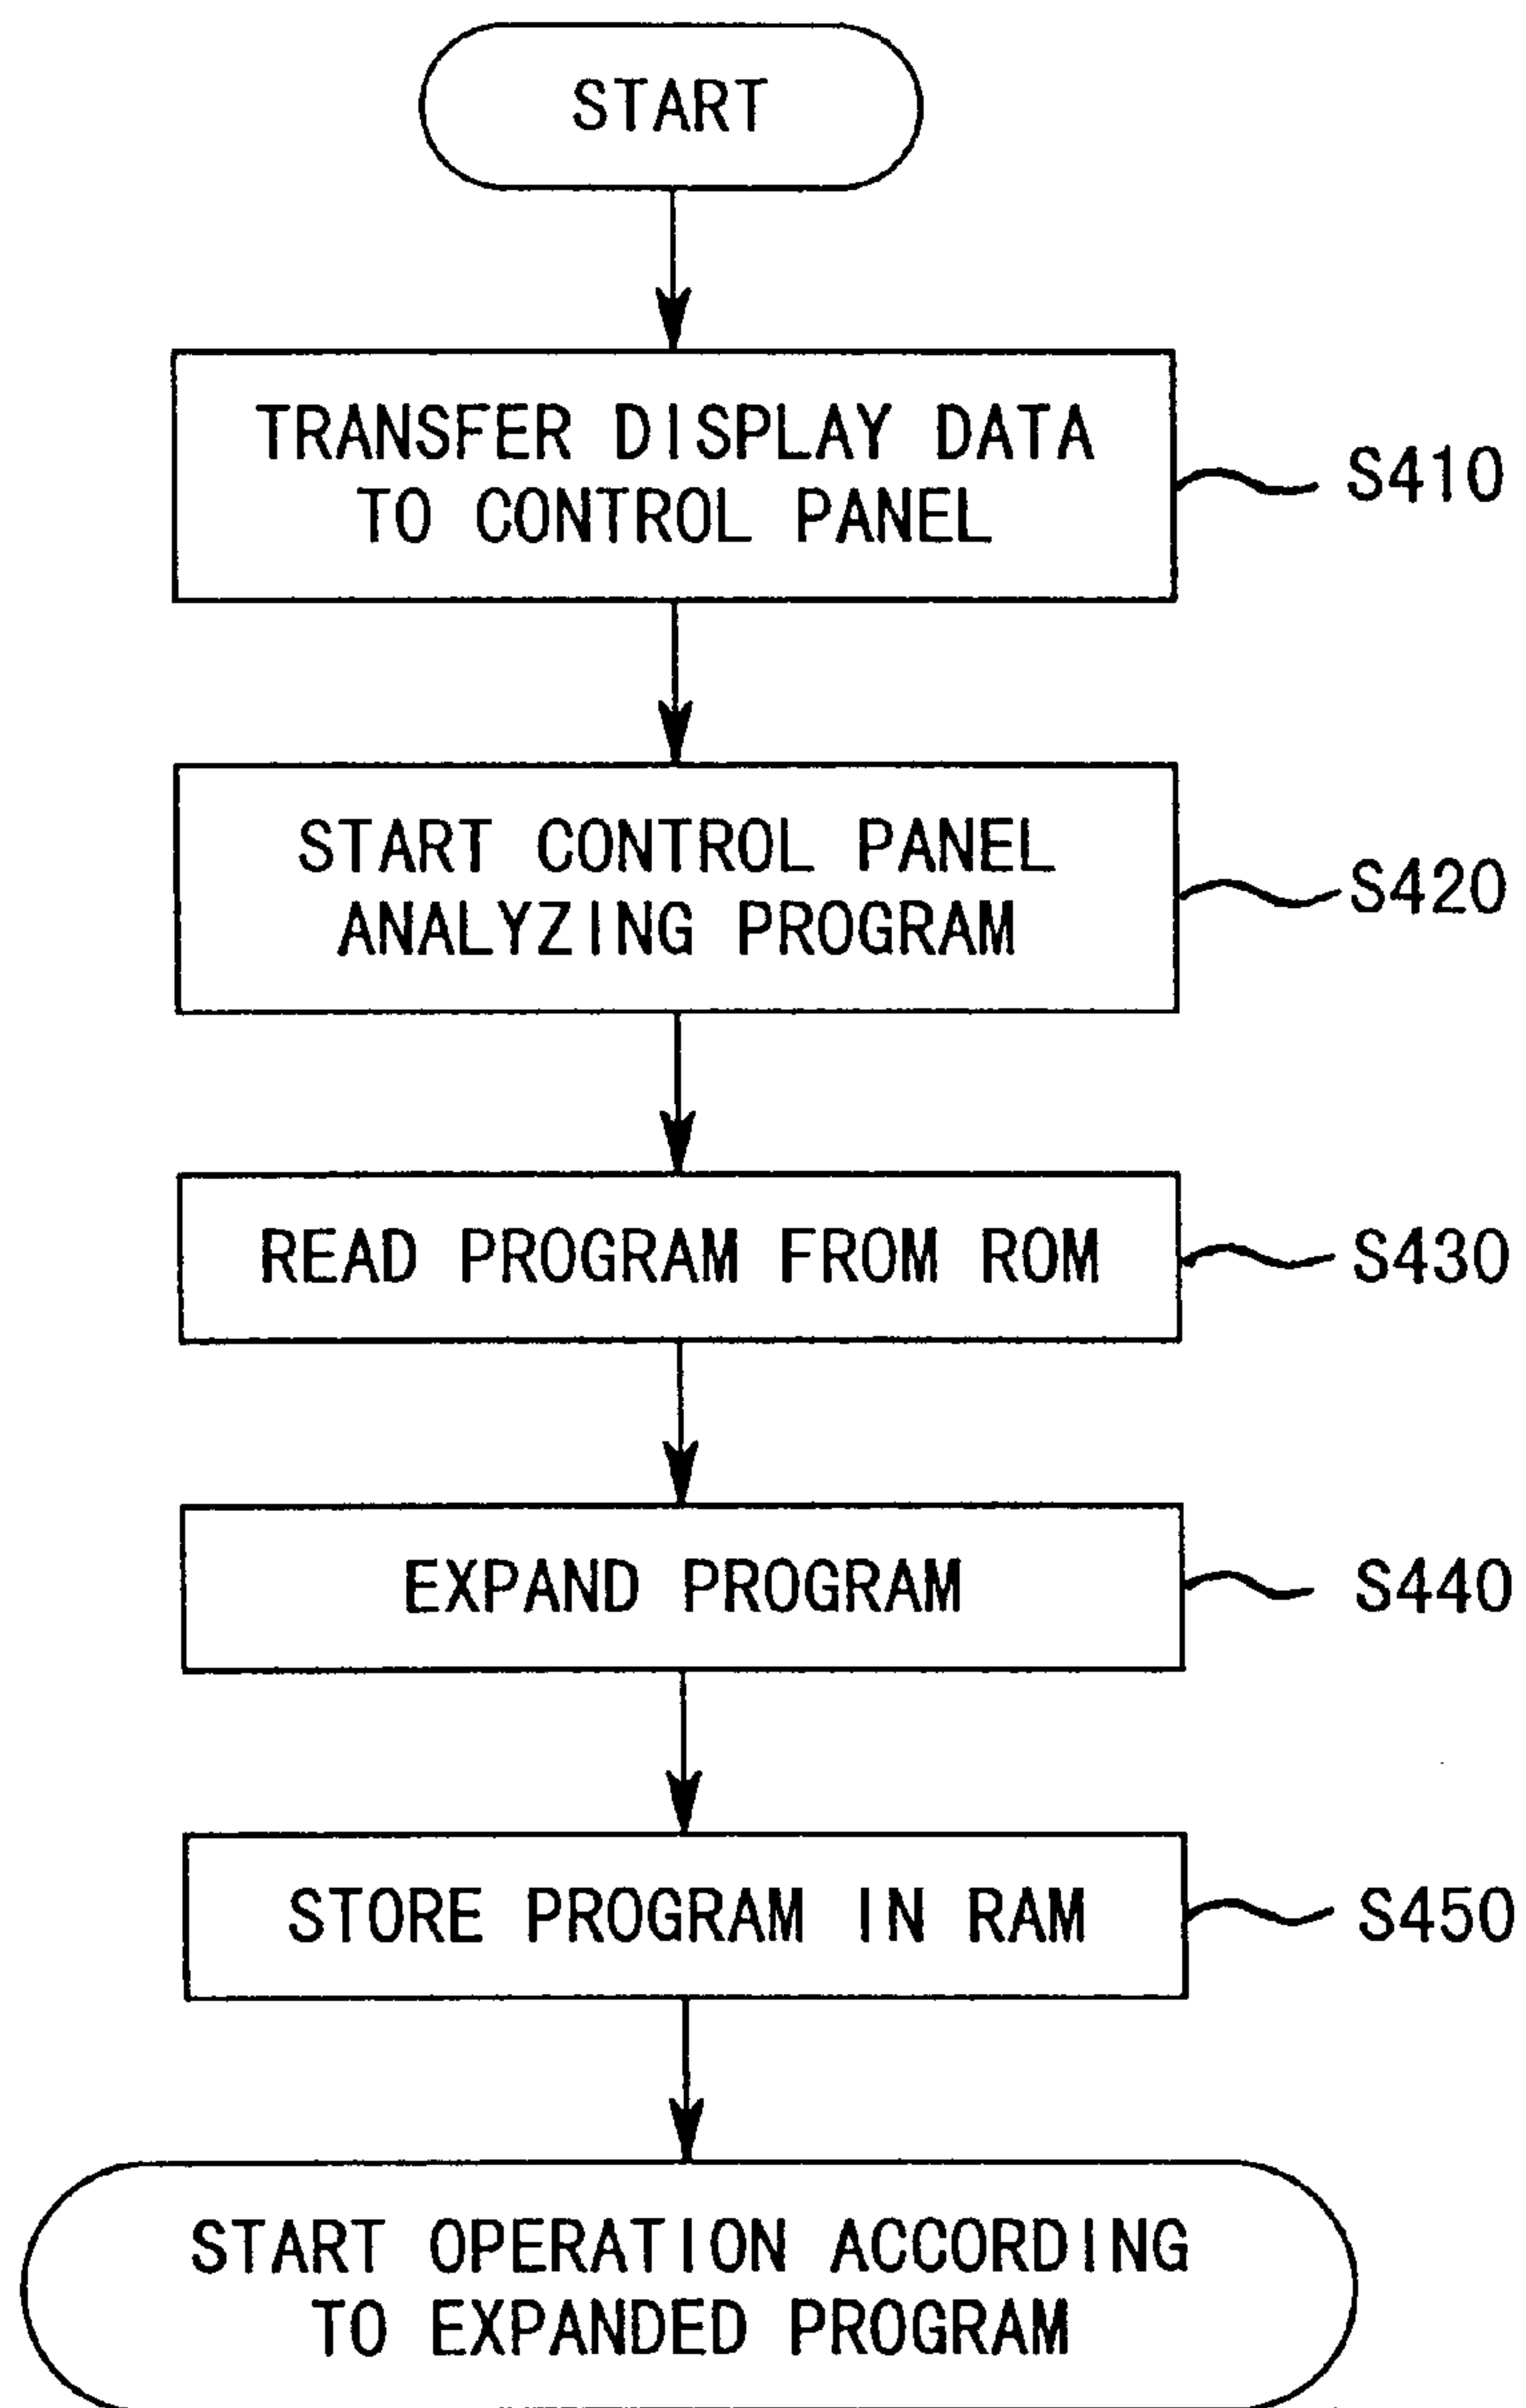 START
TRANSFER DISPLAY DATA
TO CONTROL PANEL
S410
START CONTROL PANEL
ANALYZING PROGRAM
S420
READ PROGRAM FROM ROM
S430
EXPAND PROGRAM
S440
STORE PROGRAM IN RAM
S450
START OPERATION ACCORDING
TO EXPANDED PROGRAM